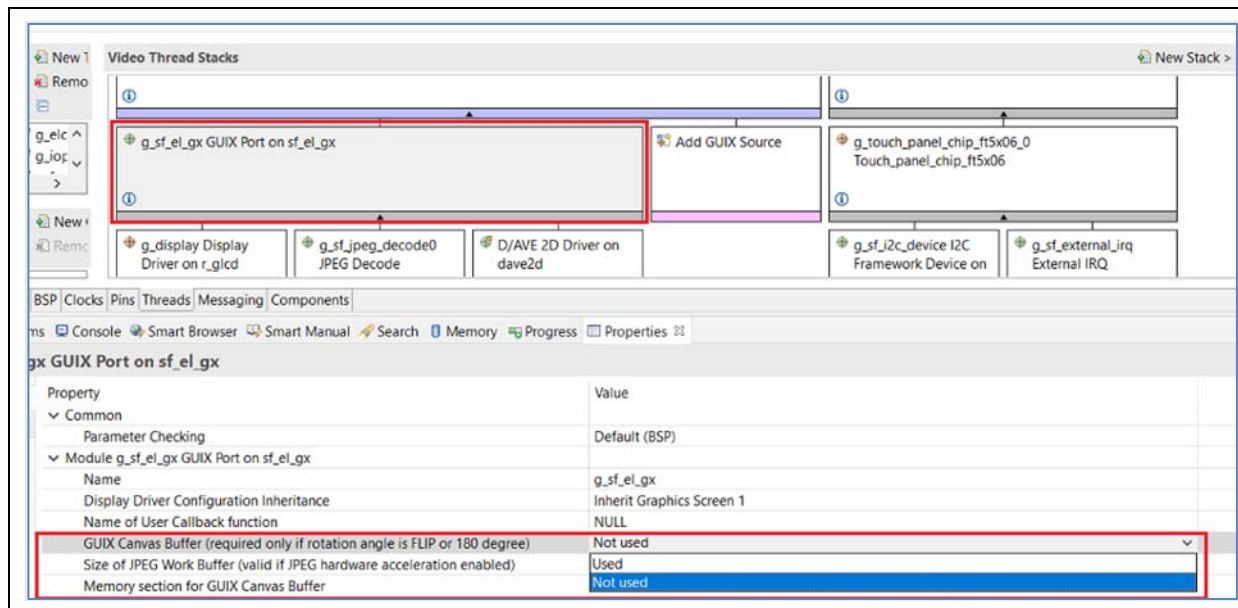 New
Video Thread Stacks
New Stack >
Remo
g_elc
g_iop
>
g_sf_el_gx GUIX Port on sf_el_gx
Add GUIX Source
g_touch_panel_chip_ft5x06_0
Touch_panel_chip_ft5x06
New
Remo
g_display Display
Driver on r_glcd
g_sf_jpeg_decode0
JPEG Decode
D/AVE 2D Driver on
dave2d
g_sf_i2c_device I2C
Framework Device on
g_sf_external_irq
External IRQ
BSP Clocks Pins Threads Messaging Components
ms Console Smart Browser Smart Manual Search Memory Progress Properties
gx GUIX Port on sf_el_gx
Property Value
Common
Parameter Checking Default (BSP)
Module g_sf_el_gx GUIX Port on sf_el_gx
Name g_sf_el_gx
Display Driver Configuration Inheritance Inherit Graphics Screen 1
Name of User Callback function NULL
GUIX Canvas Buffer (required only if rotation angle is FLIP or 180 degree) Not used
Size of JPEG Work Buffer (valid if JPEG hardware acceleration enabled) Used
Memory section for GUIX Canvas Buffer Not used